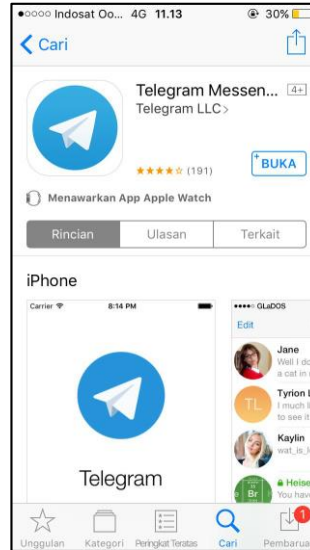 Indosat Oo... 4G 11.13 30%
Cari
Telegram Messen... 4+
Telegram LLC>
(191)
+BUKA
Menawarkan App Apple Watch
Rincian Ulasan Terkait
iPhone
Carrier 8:14 PM
Telegram
GLaDOS
Edit
Jane
Well I do
a cat in
TL
Tyrion L
I much li
to see it
Kaylin
wat_is_l
Br
Heise
You have
Unggulan Kategori Peringkat Teratas Cari Pembarua
1